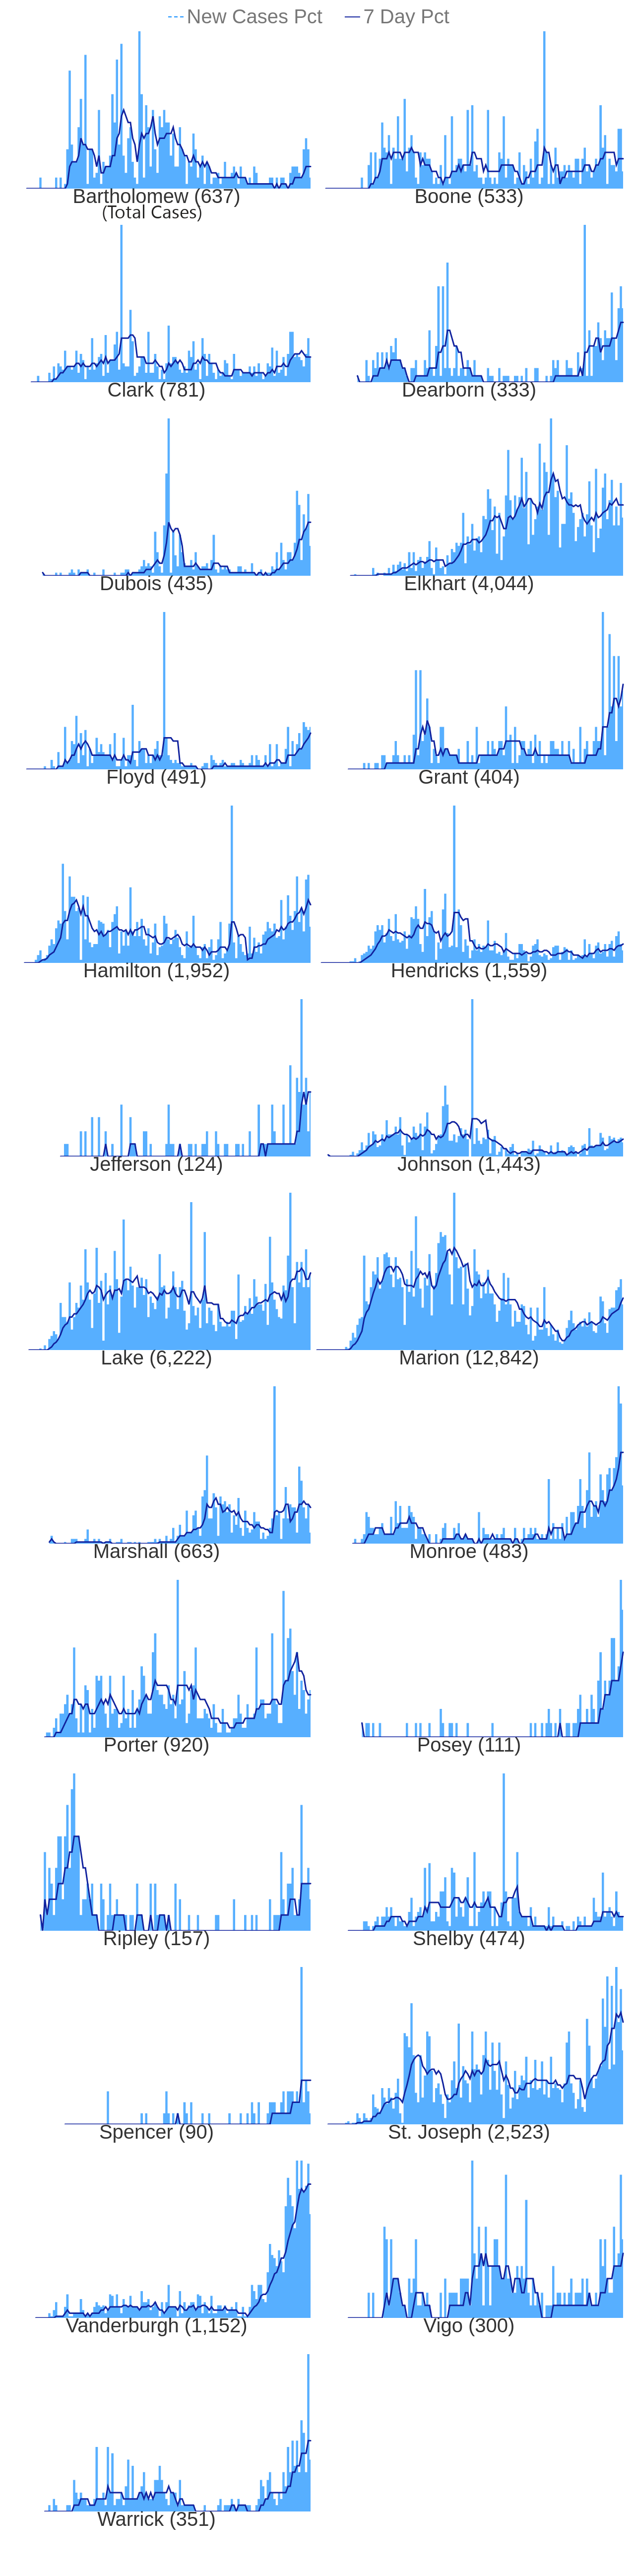 New Cases Pct 7 Day Pct
Bartholomew (637)
(Total Cases)
Boone (533)
Clark (781)
Dearborn (333)
Dubois (435)
Elkhart (4,044)
Floyd (491)
Grant (404)
Hamilton (1,952)
Hendricks (1,559)
Jefferson (124)
Johnson (1,443)
Lake (6,222)
Marion (12,842)
Marshall (663)
Monroe (483)
Porter (920)
Posey (111)
Ripley (157)
Shelby (474)
Spencer (90)
St. Joseph (2,523)
Vanderburgh (1,152)
Vigo (300)
Warrick (351)